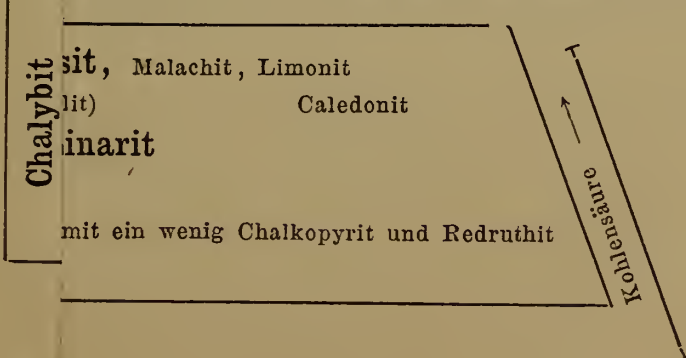 Chalybit
sit, Malachit, Limonit
lit) Caledonit
inarit
mit ein wenig Chalkopyrit und Redruthit
Kohlensäure